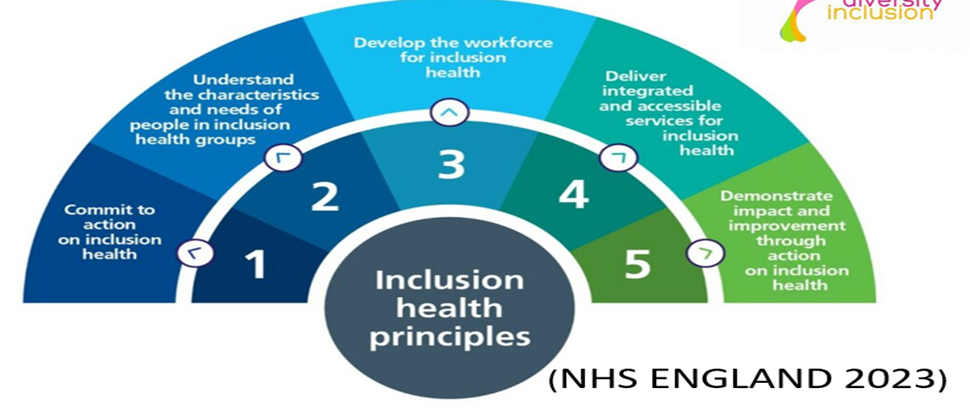 diversity
inclusion
Commit to
action
on inclusion
health
1
Understand
the characteristics
and needs of
people in inclusion
health groups
2
Develop the workforce
for inclusion
health
3
Deliver
integrated
and accessible
services for
inclusion
health
4
Demonstrate
impact and
improvement
through
action
on inclusion
health
5
Inclusion
health
principles
(NHS ENGLAND 2023)